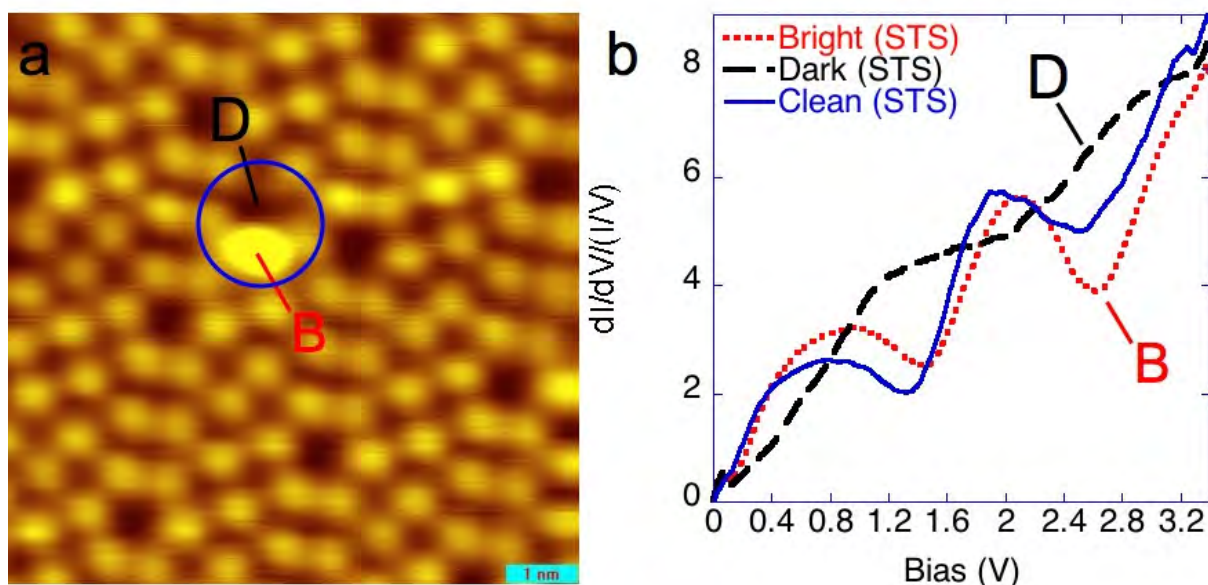 a
D
B
1 nm
b
Bright (STS)
Dark (STS)
Clean (STS)
D
B
dI/dV/(I/V)
8
6
4
2
0
0 0.4 0.8 1.2 1.6 2 2.4 2.8 3.2
Bias (V)